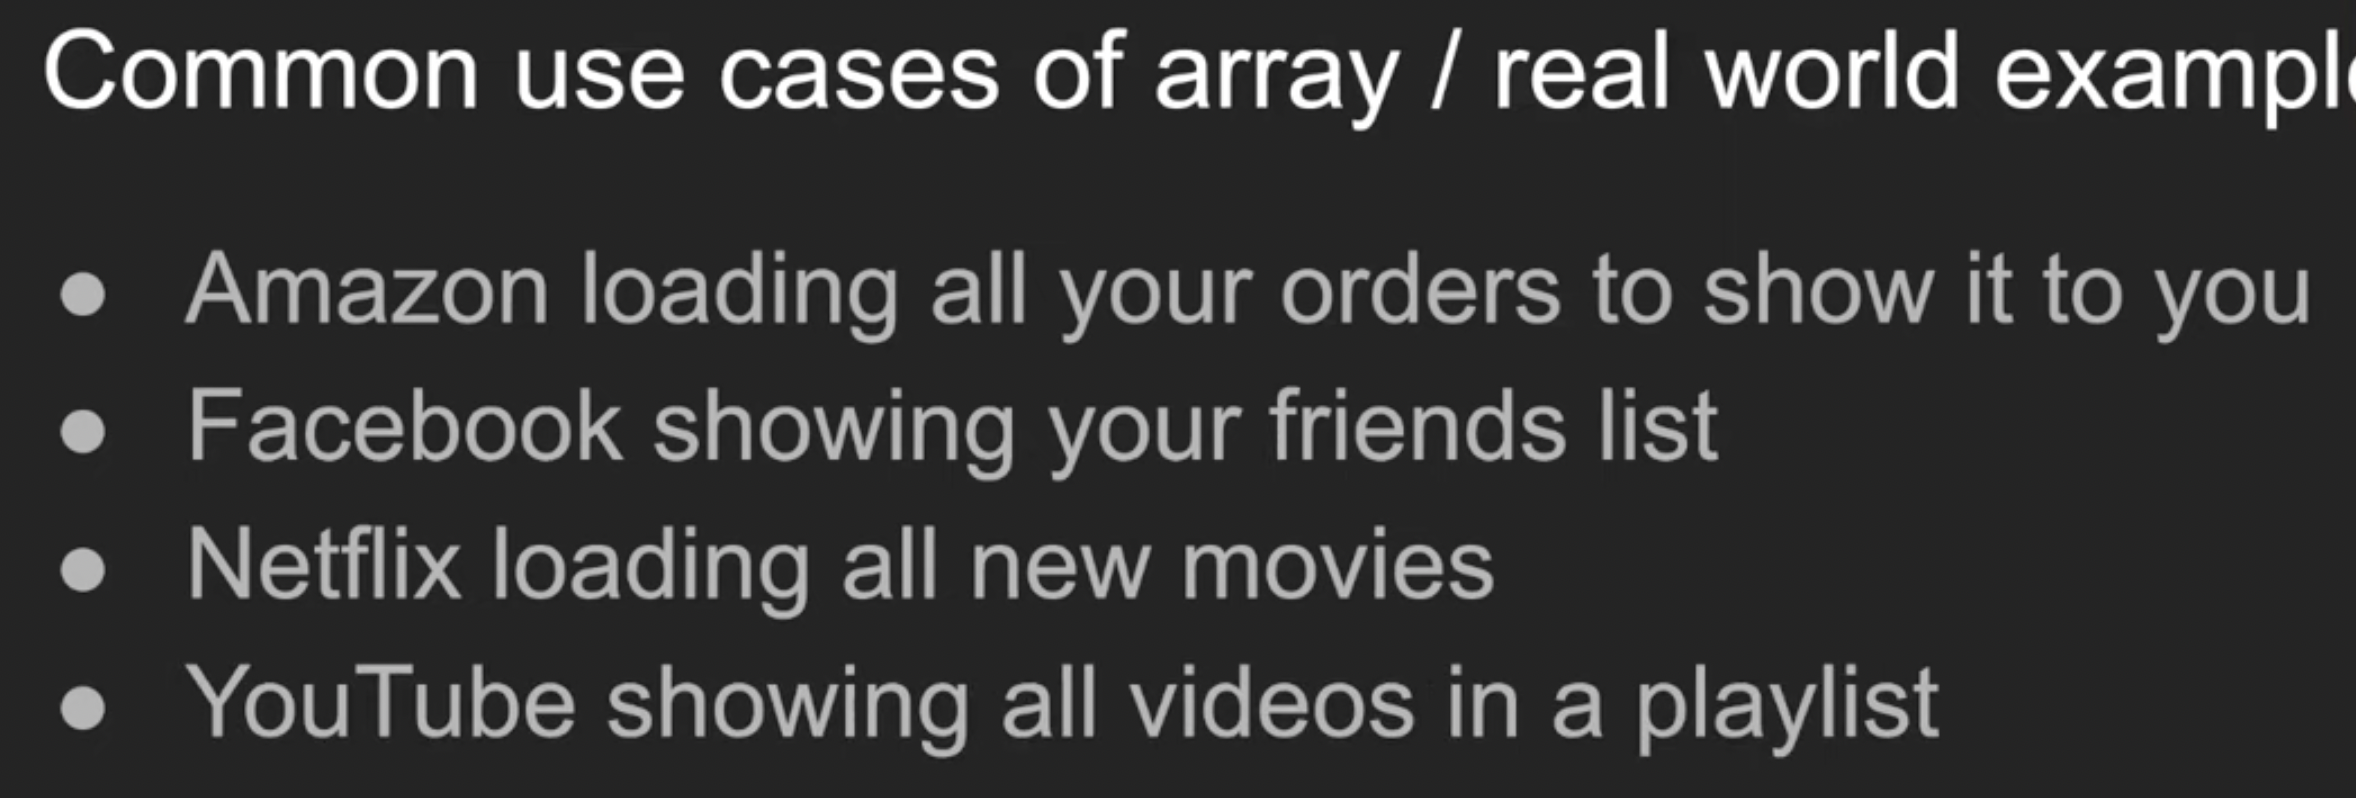 Common use cases of array / real world exampl
● Amazon loading all your orders to show it to you
● Facebook showing your friends list
● Netflix loading all new movies
● YouTube showing all videos in a playlist